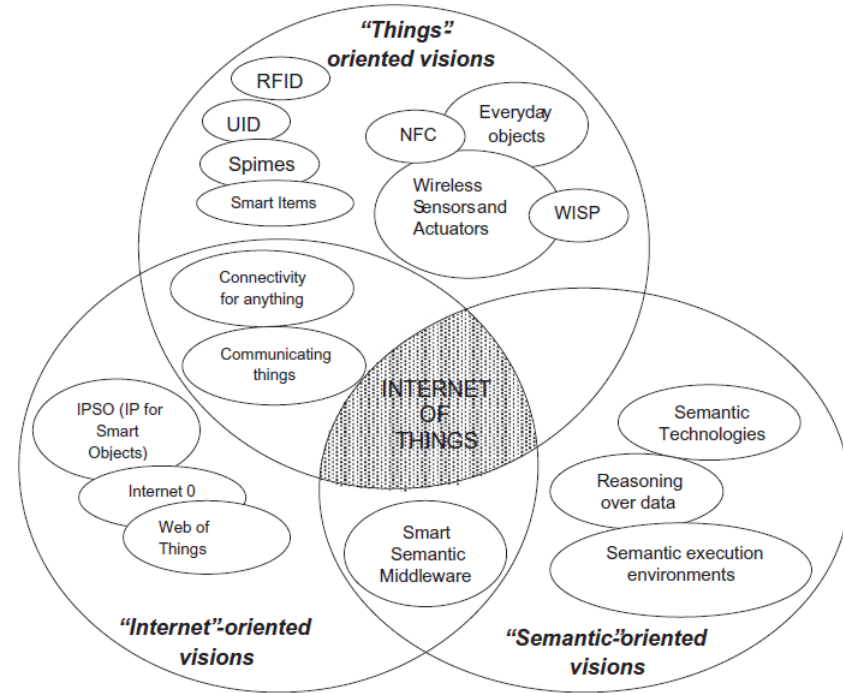 “Things”-
oriented visions
RFID
UID
Spimes
Smart Items
Everyday
objects
NFC
Wireless
Sensors and
Actuators
WISP
Connectivity
for anything
Communicating
things
INTERNET
OF
THINGS
IPSO (IP for
Smart
Objects)
Internet 0
Web of
Things
Semantic
Technologies
Reasoning
over data
Semantic execution
environments
Smart
Semantic
Middleware
“Internet”-oriented
visions
“Semantic”-oriented
visions